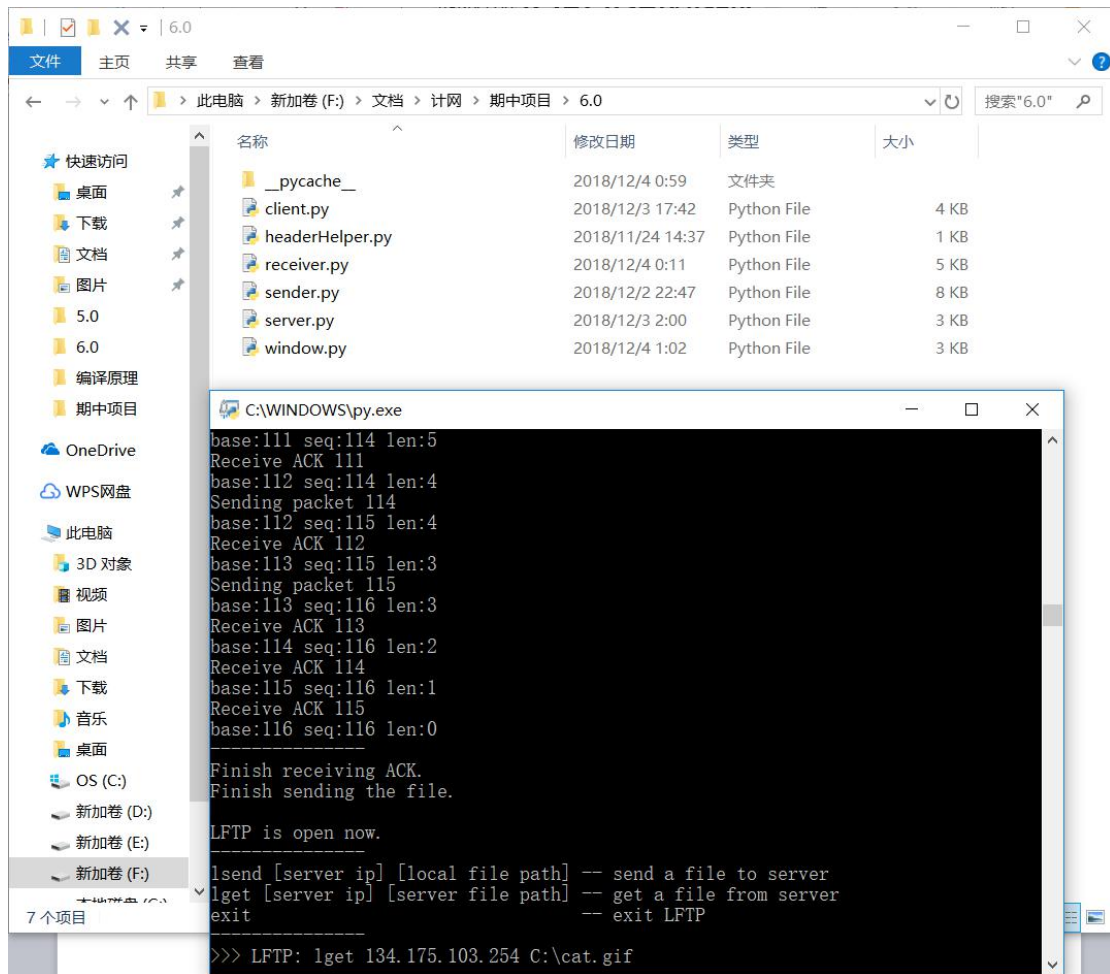 6.0
文件 主页 共享 查看
此电脑 > 新加卷 (F:) > 文档 > 计网 > 期中项目 > 6.0
搜索"6.0"
名称 修改日期 类型 大小
__pycache__ 2018/12/4 0:59 文件夹
client.py 2018/12/3 17:42 Python File 4 KB
headerHelper.py 2018/11/24 14:37 Python File 1 KB
receiver.py 2018/12/4 0:11 Python File 5 KB
sender.py 2018/12/2 22:47 Python File 8 KB
server.py 2018/12/3 2:00 Python File 3 KB
window.py 2018/12/4 1:02 Python File 3 KB
快速访问
桌面
下载
文档
图片
5.0
6.0
编译原理
期中项目
OneDrive
WPS网盘
此电脑
3D 对象
视频
图片
文档
下载
音乐
桌面
OS (C:)
新加卷 (D:)
新加卷 (E:)
新加卷 (F:)
7 个项目
C:\WINDOWS\py.exe
base:111 seq:114 len:5
Receive ACK 111
base:112 seq:114 len:4
Sending packet 114
base:112 seq:115 len:4
Receive ACK 112
base:113 seq:115 len:3
Sending packet 115
base:113 seq:116 len:3
Receive ACK 113
base:114 seq:116 len:2
Receive ACK 114
base:115 seq:116 len:1
Receive ACK 115
base:116 seq:116 len:0
---------------
Finish receiving ACK.
Finish sending the file.
LFTP is open now.
---------------
lsend [server ip] [local file path] -- send a file to server
lget [server ip] [server file path] -- get a file from server
exit -- exit LFTP
---------------
>>> LFTP: lget 134.175.103.254 C:\cat.gif